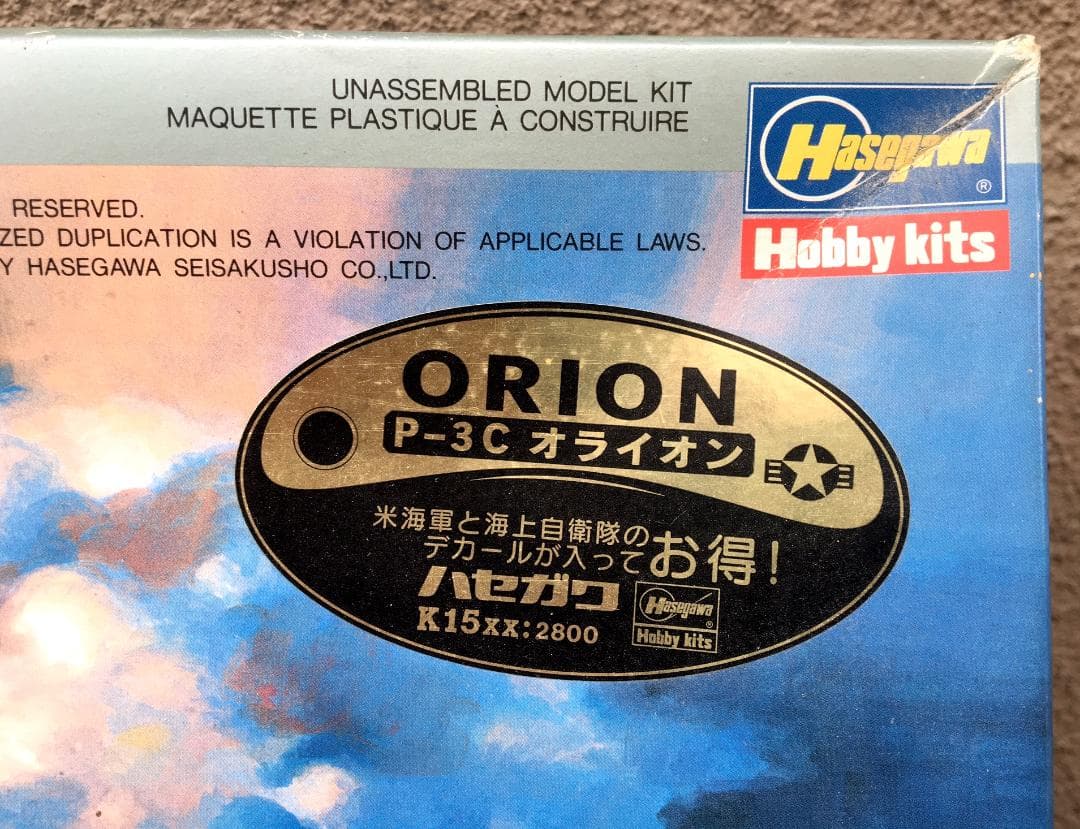 UNASSEMBLED MODEL KIT
MAQUETTE PLASTIQUE À CONSTRUIRE
Hasegawa
®
Hobby kits
RESERVED.
ZED DUPLICATION IS A VIOLATION OF APPLICABLE LAWS.
Y HASEGAWA SEISAKUSHO CO.,LTD.
ORION
P-3C オライオン
米海軍と海上自衛隊の
デカールが入ってお得!
ハセガワ
K15xx:2800
Hasegawa
®
Hobby kits